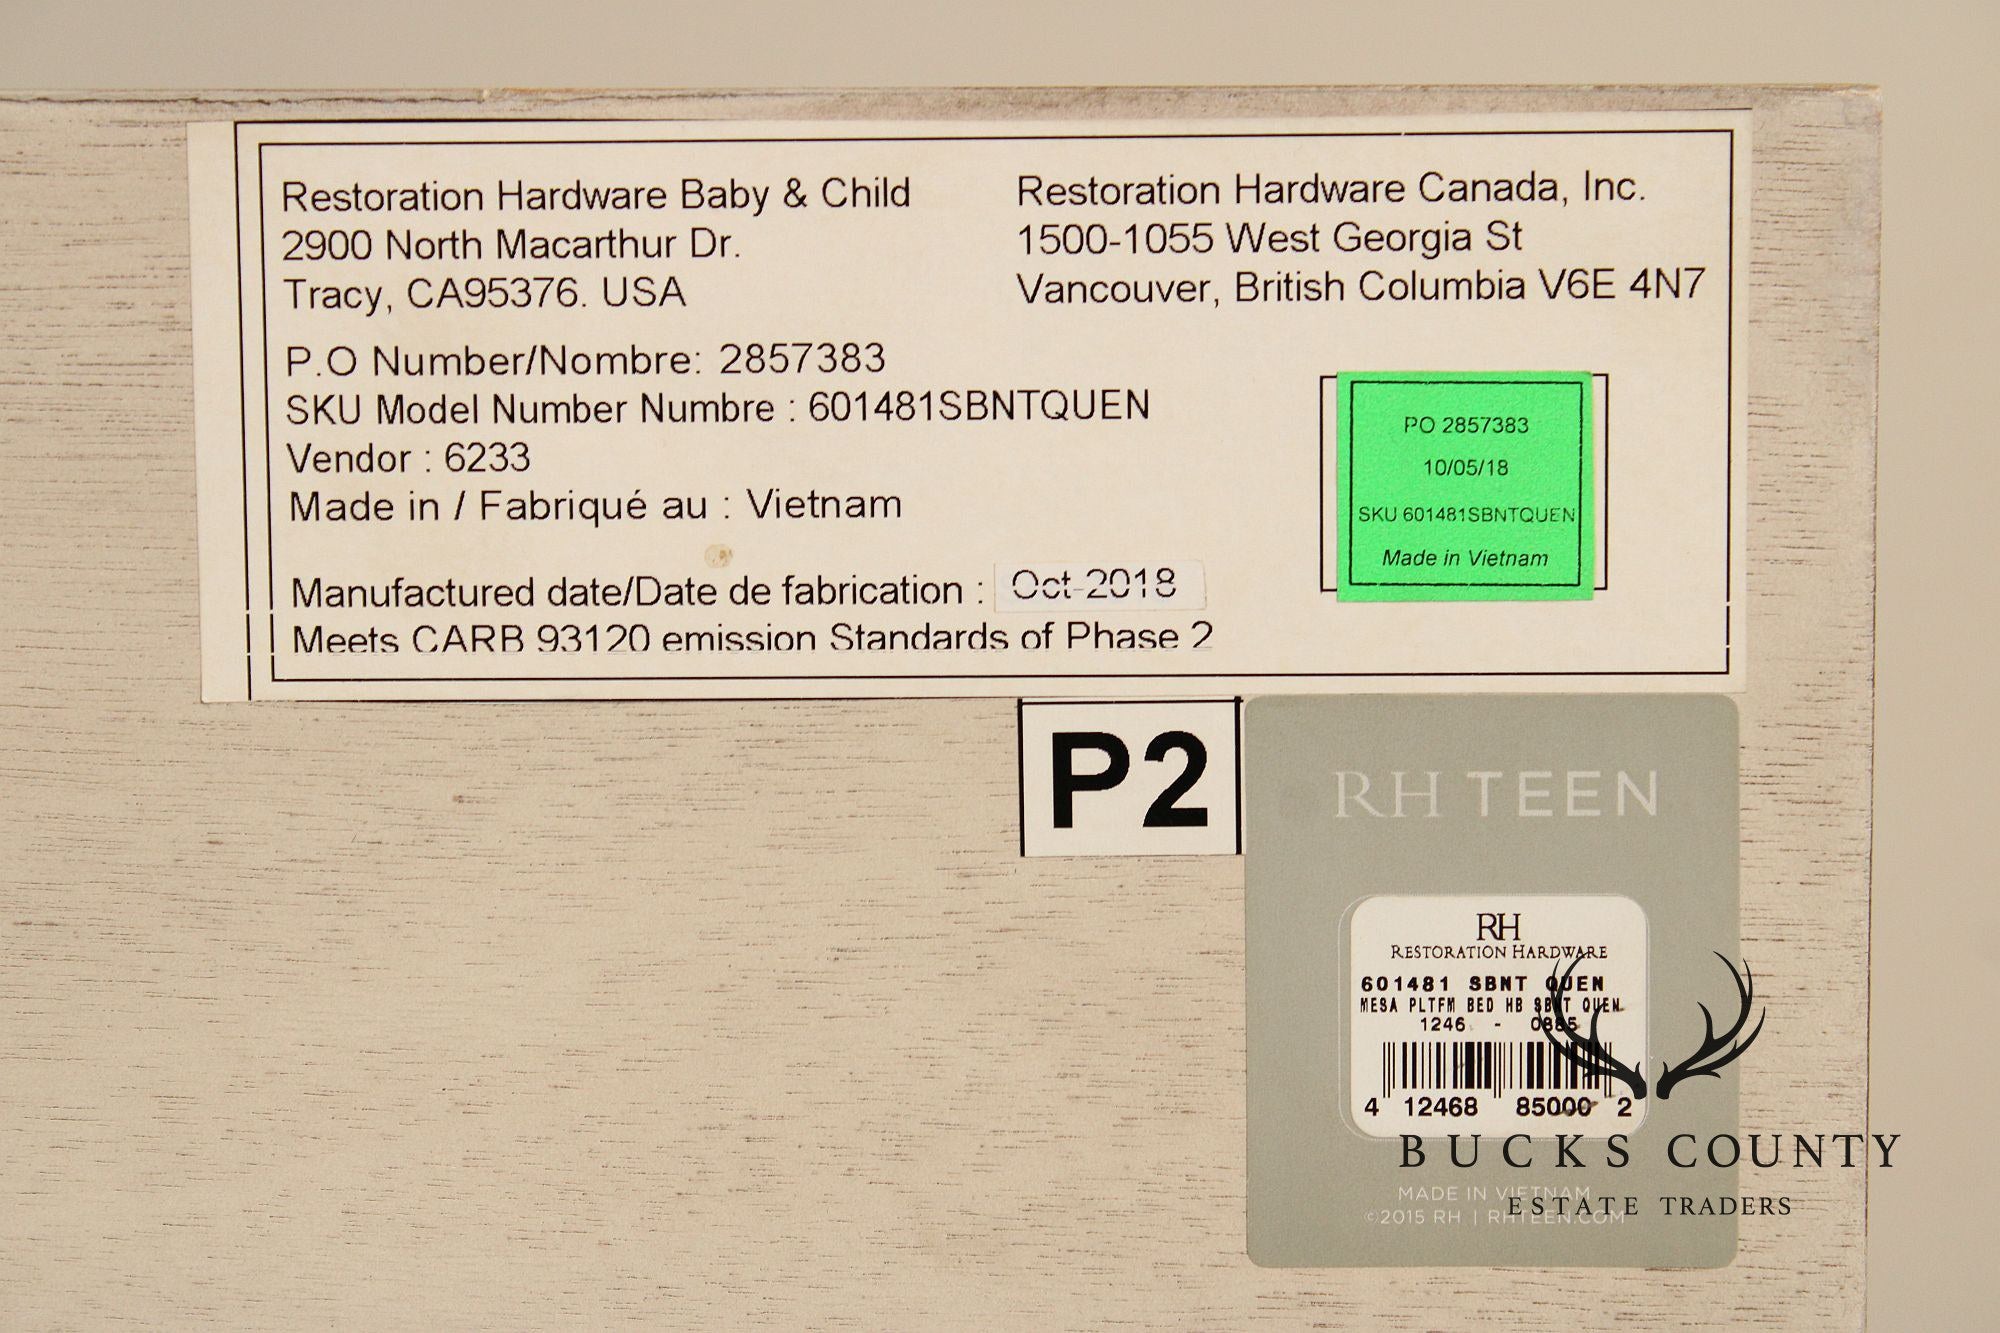 Restoration Hardware Baby & Child
2900 North Macarthur Dr.
Tracy, CA95376. USA
Restoration Hardware Canada, Inc.
1500-1055 West Georgia St
Vancouver, British Columbia V6E 4N7
P.O Number/Nombre: 2857383
SKU Model Number Numbre : 601481SBNTQUEN
Vendor : 6233
Made in / Fabriqué au : Vietnam
Manufactured date/Date de fabrication : Oct-2018
Meets CARB 93120 emission Standards of Phase 2
PO 2857383
10/05/18
SKU 601481SBNTQUEN
Made in Vietnam
P2
RH TEEN
RH
RESTORATION HARDWARE
601481 SBNT QUEN
MESA PLTFM BED HB SBNT QUEN
1246 - 0885
4 12468 85000 2
BUCKS COUNTY
ESTATE TRADERS
MADE IN VIETNAM
©2015 RH | RHTEEN.COM